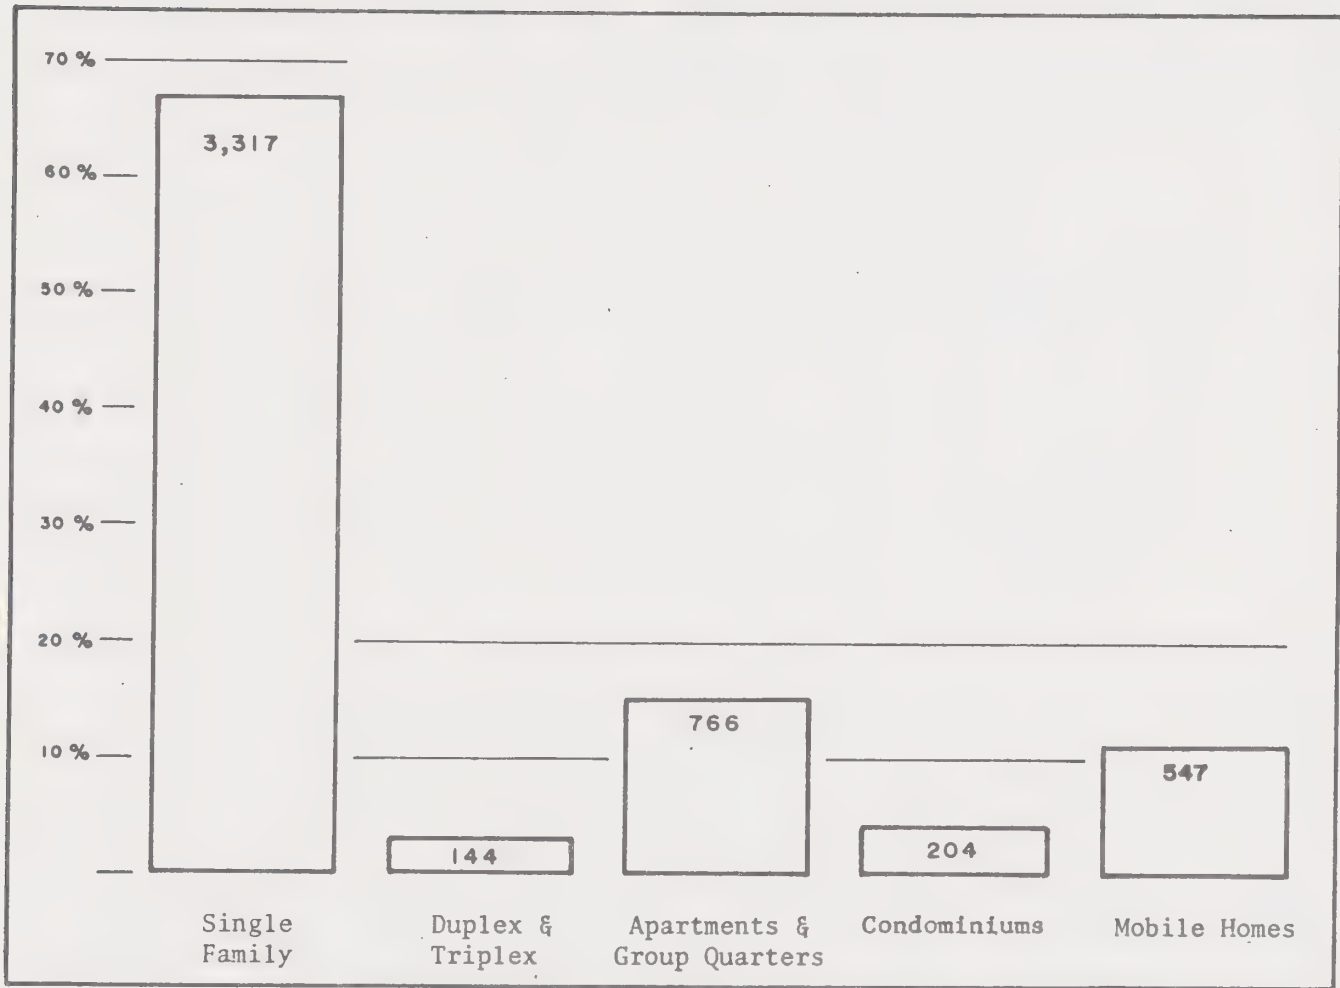 70 %
3,317
60 %
50 %
40 %
30 %
20 %
766
10 %
547
144
204
Single
Family
Duplex &
Triplex
Apartments &
Group Quarters
Condominiums
Mobile Homes